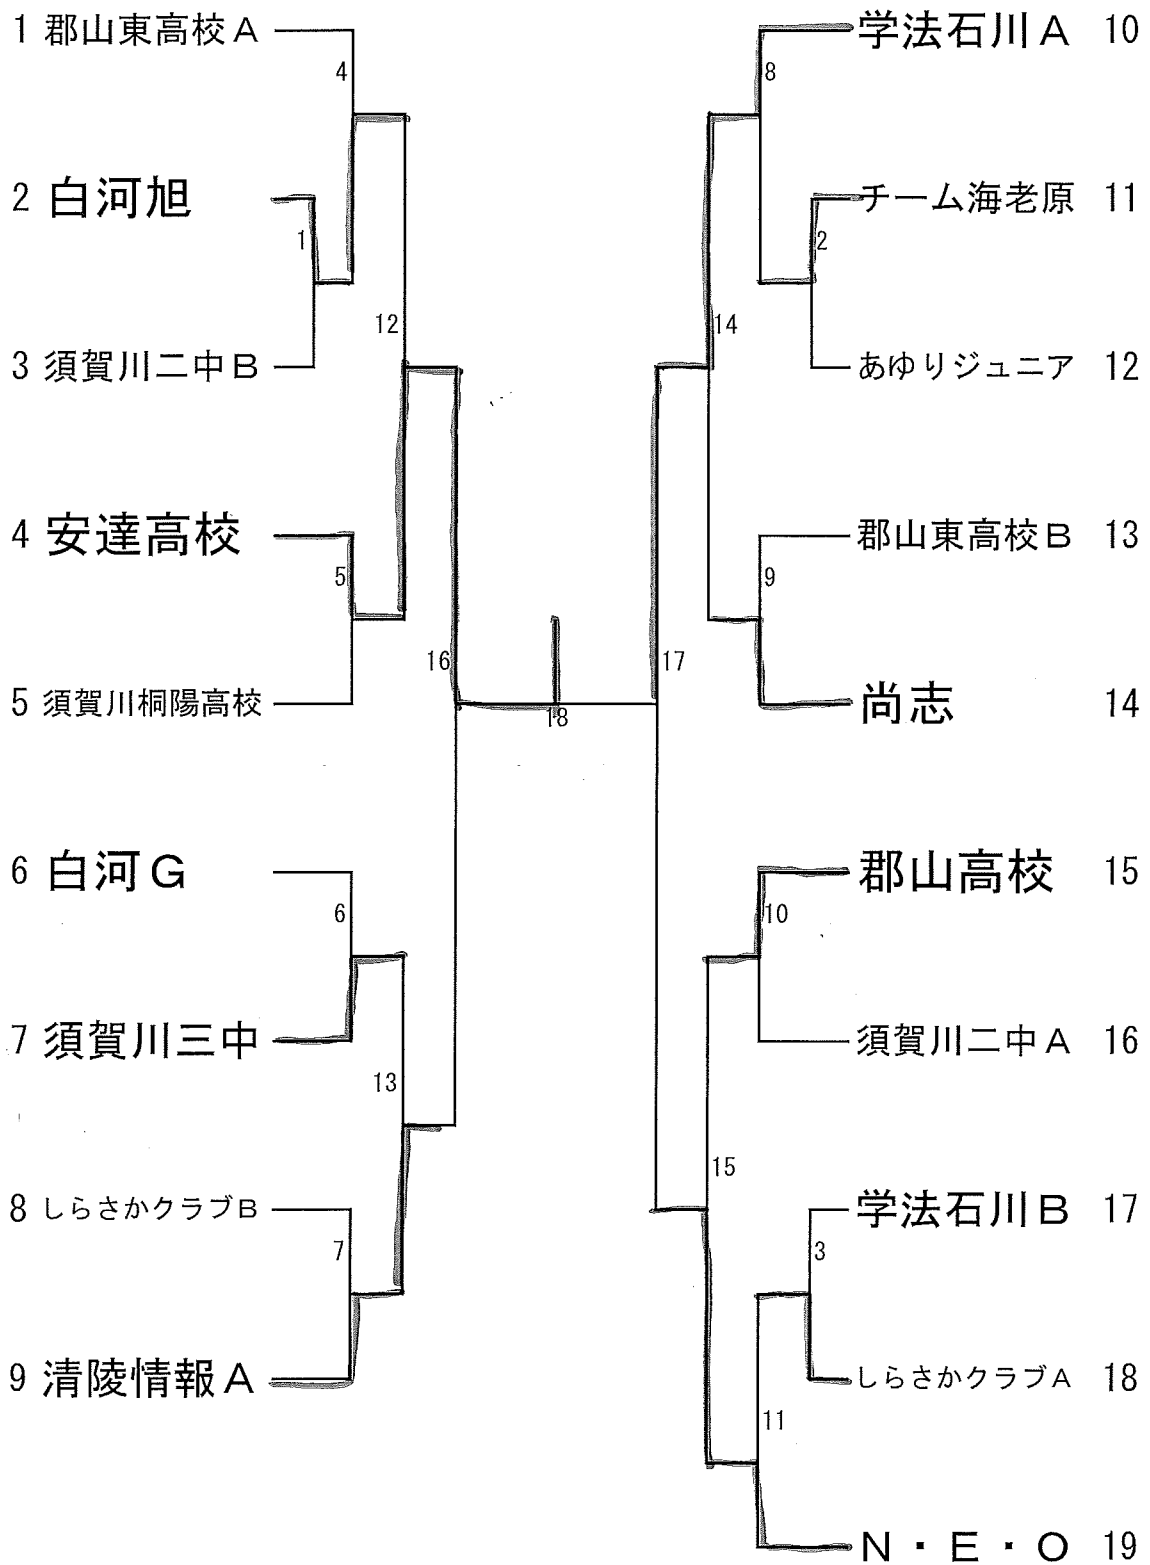 1 郡山東高校A
4
2 白河旭
1
12
3 須賀川二中B
4 安達高校
5
16
5 須賀川桐陽高校
18
6 白河G
6
7 須賀川三中
13
8 しらさかクラブB
7
9 清陵情報A
学法石川A 10
8
チーム海老原 11
2
14
あゆりジュニア 12
郡山東高校B 13
9
17
尚志 14
郡山高校 15
10
須賀川二中A 16
15
学法石川B 17
3
しらさかクラブA 18
11
N・E・O 19